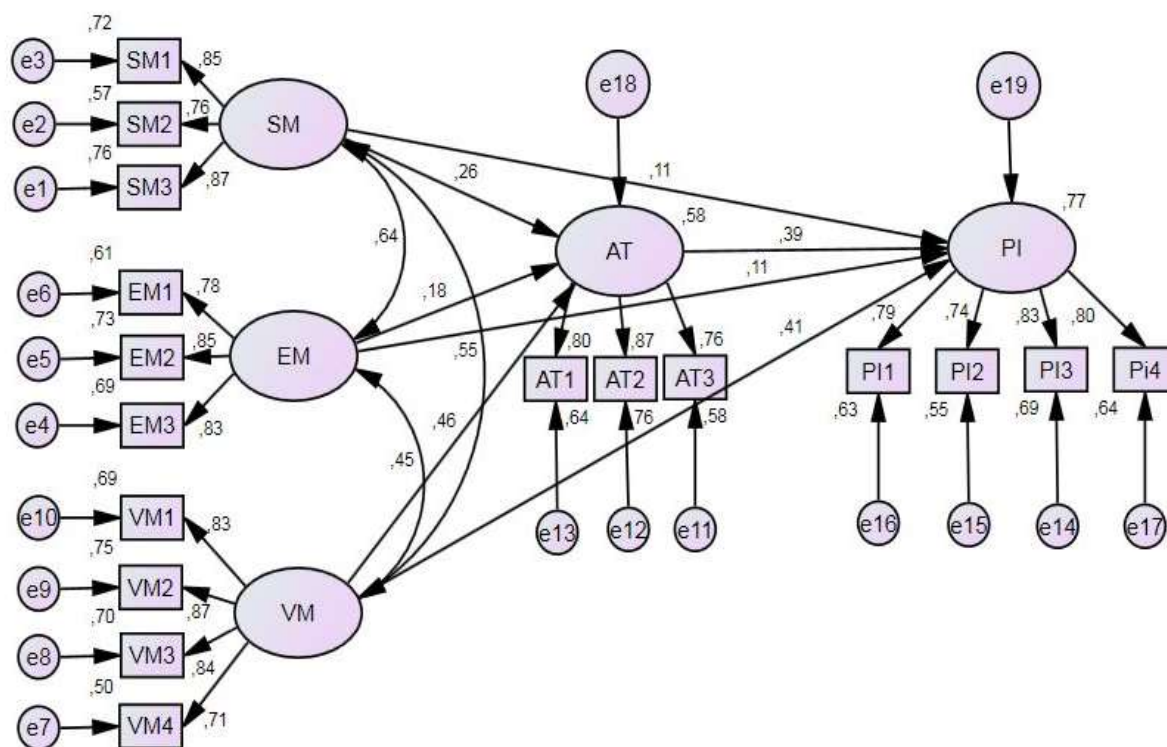 ,72
e3
SM1
,85
,57
e2
SM2
,76
SM
,76
e1
SM3
,87
e18
e19
,26
,11
,64
AT
,58
,39
PI
,77
,61
e6
EM1
,78
,73
e5
EM2
,85
EM
,69
e4
EM3
,83
,18
,11
,55
,80
,87
,76
AT1
AT2
AT3
,64
,76
,58
e13
e12
e11
,41
,79
,74
,83
,80
PI1
PI2
PI3
Pi4
,63
,55
,69
,64
e16
e15
e14
e17
,46
,45
,69
e10
VM1
,83
,75
e9
VM2
,87
VM
,70
e8
VM3
,84
,50
e7
VM4
,71